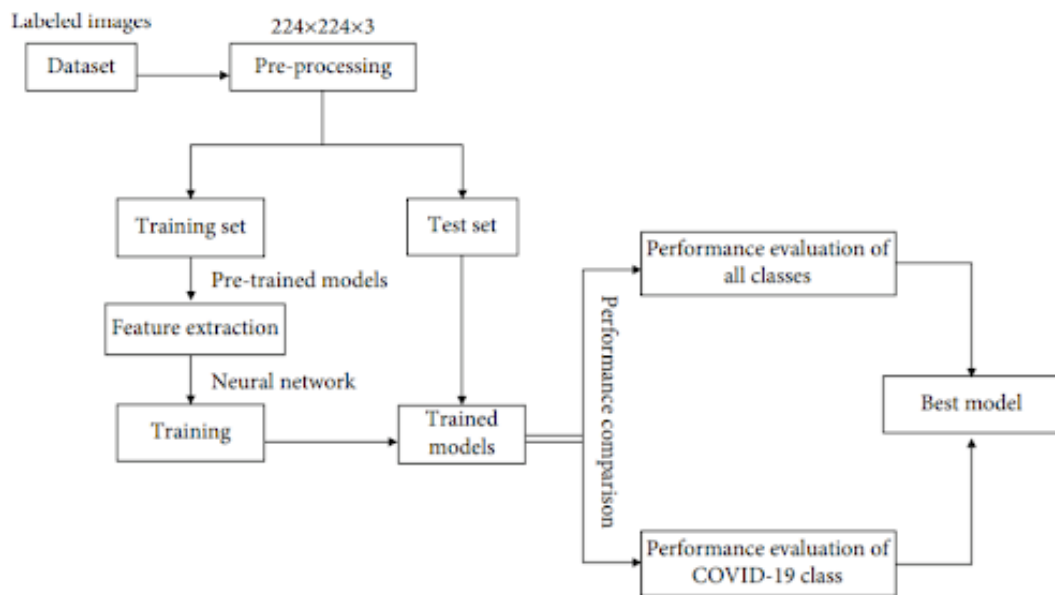 Labeled images
224×224×3
Dataset
Pre-processing
Training set
Test set
Pre-trained models
Feature extraction
Neural network
Training
Trained
models
Performance comparison
Performance evaluation of
all classes
Performance evaluation of
COVID-19 class
Best model